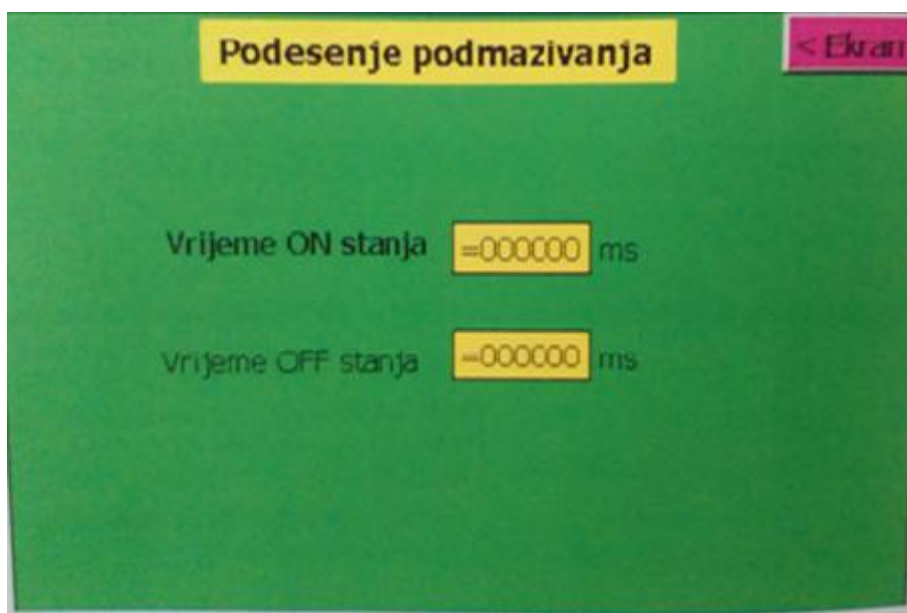 Podesenje podmazivanja
< Ekran
Vrijeme ON stanja =000000 ms
Vrijeme OFF stanja =000000 ms